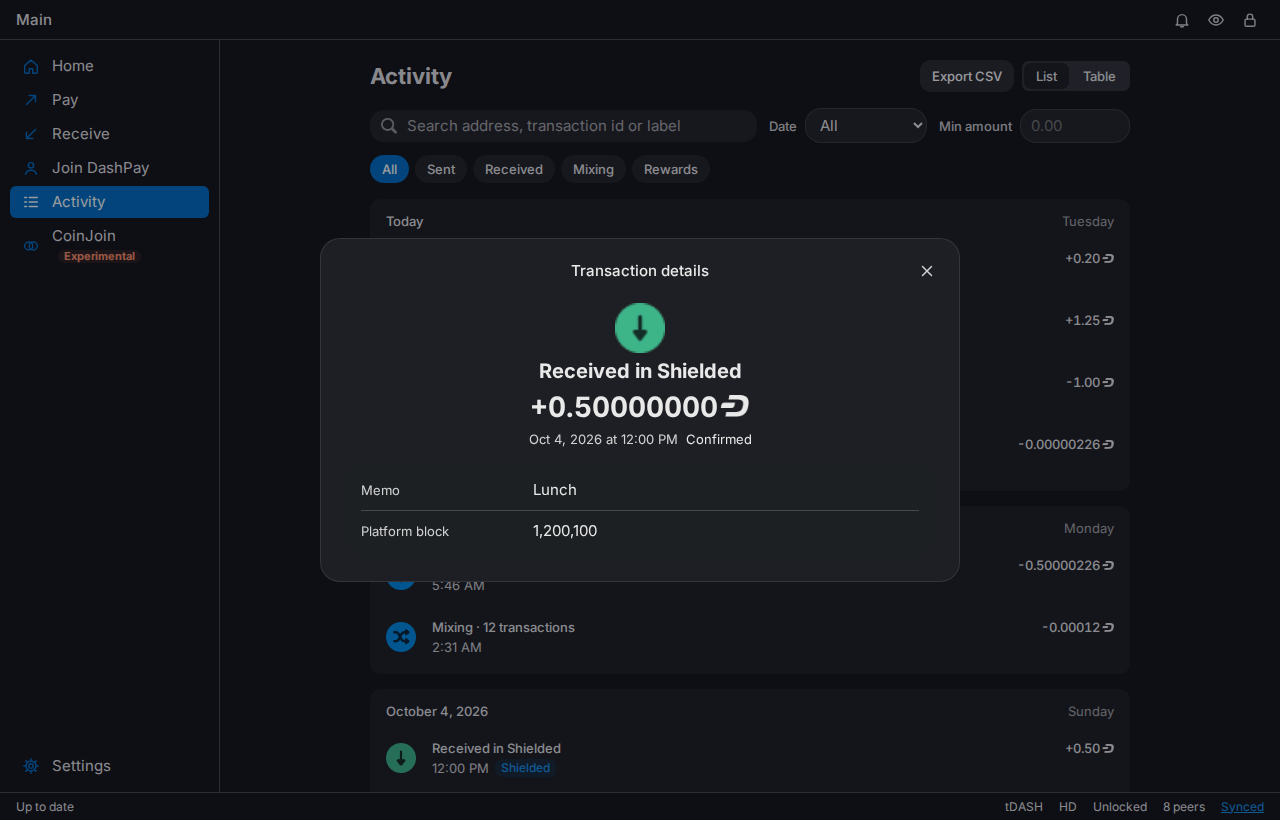 Main
Home
Pay
Receive
Join DashPay
Activity
CoinJoin
Experimental
Settings
Activity
Export CSV
List
Table
Search address, transaction id or label
Date
All
Min amount
0.00
All
Sent
Received
Mixing
Rewards
Today
Tuesday
+0.20
+1.25
-1.00
-0.00000226
Transaction details
Received in Shielded
+0.50000000
Oct 4, 2026 at 12:00 PM Confirmed
Memo
Lunch
Platform block
1,200,100
Monday
-0.50000226
5:46 AM
Mixing · 12 transactions
-0.00012
2:31 AM
October 4, 2026
Sunday
Received in Shielded
+0.50
12:00 PM
Shielded
Up to date
tDASH
HD
Unlocked
8 peers
Synced